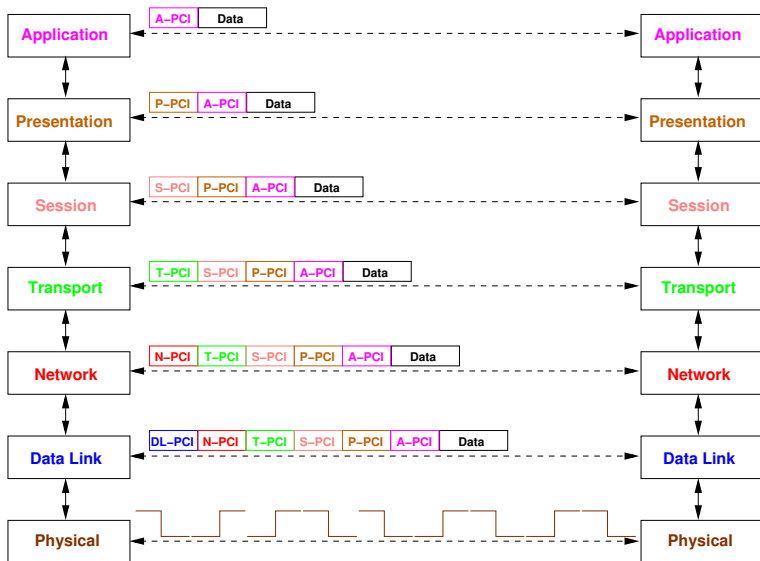 A–PCI Data
Application Application
P–PCI A–PCI Data
Presentation Presentation
S–PCI P–PCI A–PCI Data
Session Session
T–PCI S–PCI P–PCI A–PCI Data
Transport Transport
N–PCI T–PCI S–PCI P–PCI A–PCI Data
Network Network
DL–PCI N–PCI T–PCI S–PCI P–PCI A–PCI Data
Data Link Data Link
Physical Physical